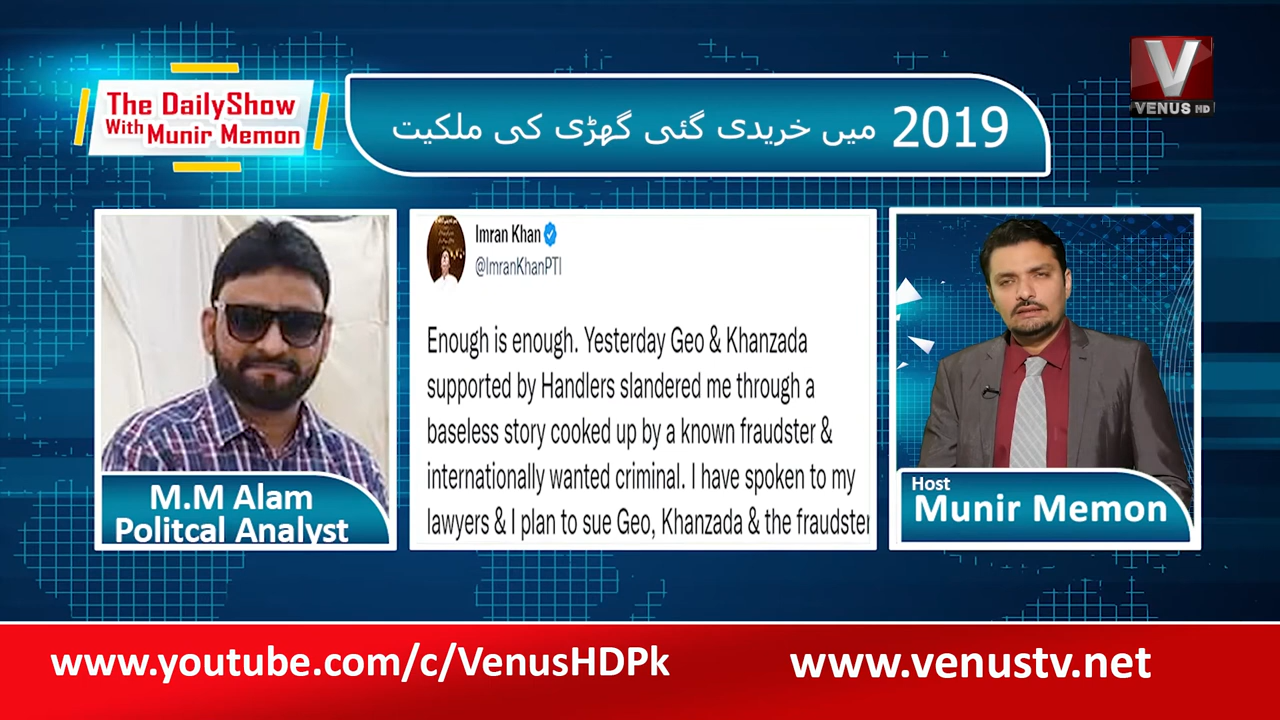 The DailyShow
With Munir Memon
2019 میں خریدی گئی گھڑی کی ملکیت
V
VENUS HD
Imran Khan
@ImranKhanPTI
Enough is enough. Yesterday Geo & Khanzada
supported by Handlers slandered me through a
baseless story cooked up by a known fraudster &
internationally wanted criminal. I have spoken to my
lawyers & I plan to sue Geo, Khanzada & the fraudster
M.M Alam
Politcal Analyst
Host
Munir Memon
www.youtube.com/c/VenusHDPk
www.venustv.net